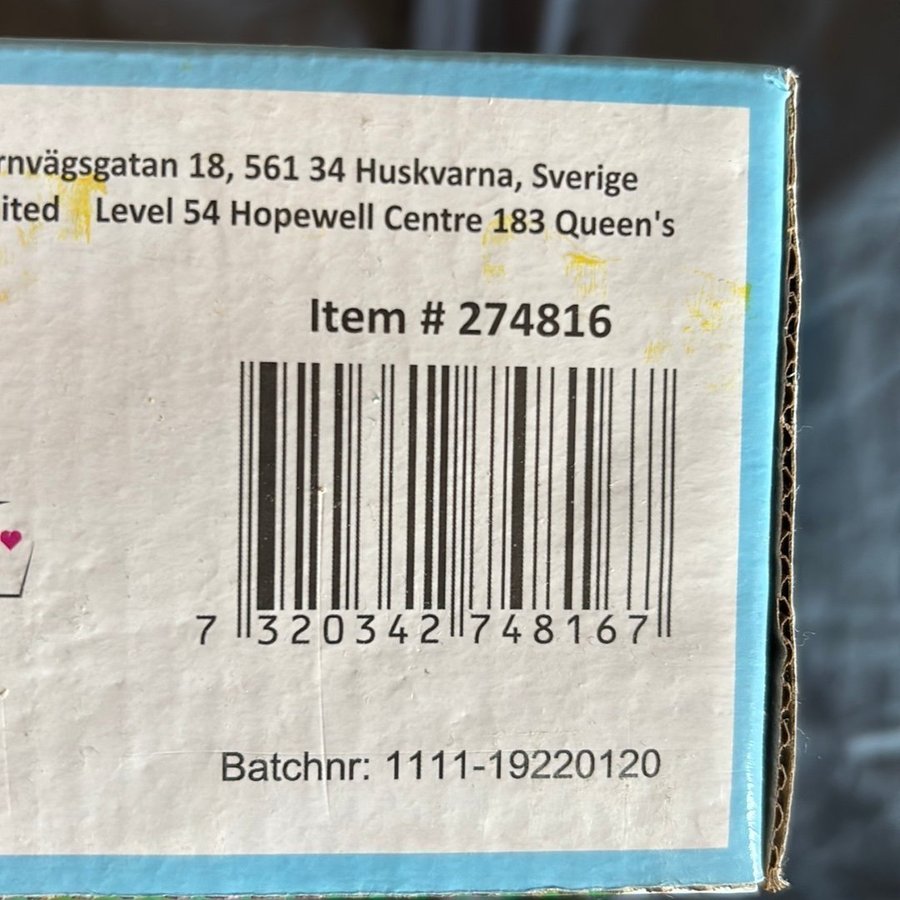 rnvägsgatan 18, 561 34 Huskvarna, Sverige
ited Level 54 Hopewell Centre 183 Queen's
Item # 274816
7 320342 748167
Batchnr: 1111-19220120